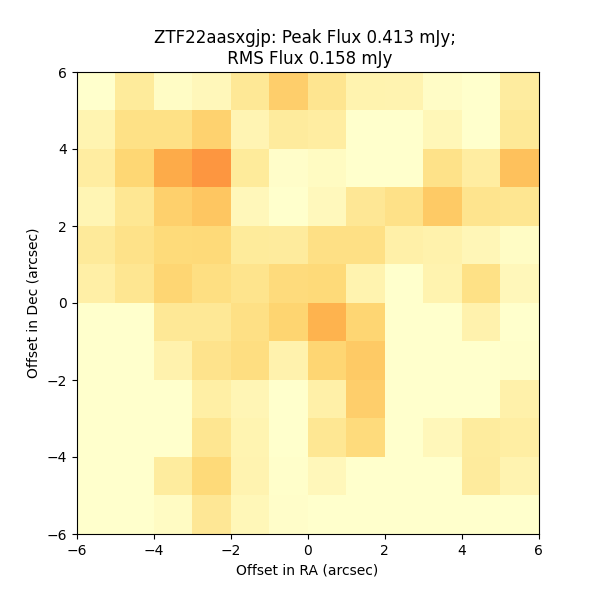 ZTF22aasxgjp: Peak Flux 0.413 mJy;
RMS Flux 0.158 mJy
6
4
2
0
−2
−4
−6
Offset in Dec (arcsec)
−6 −4 −2 0 2 4 6
Offset in RA (arcsec)